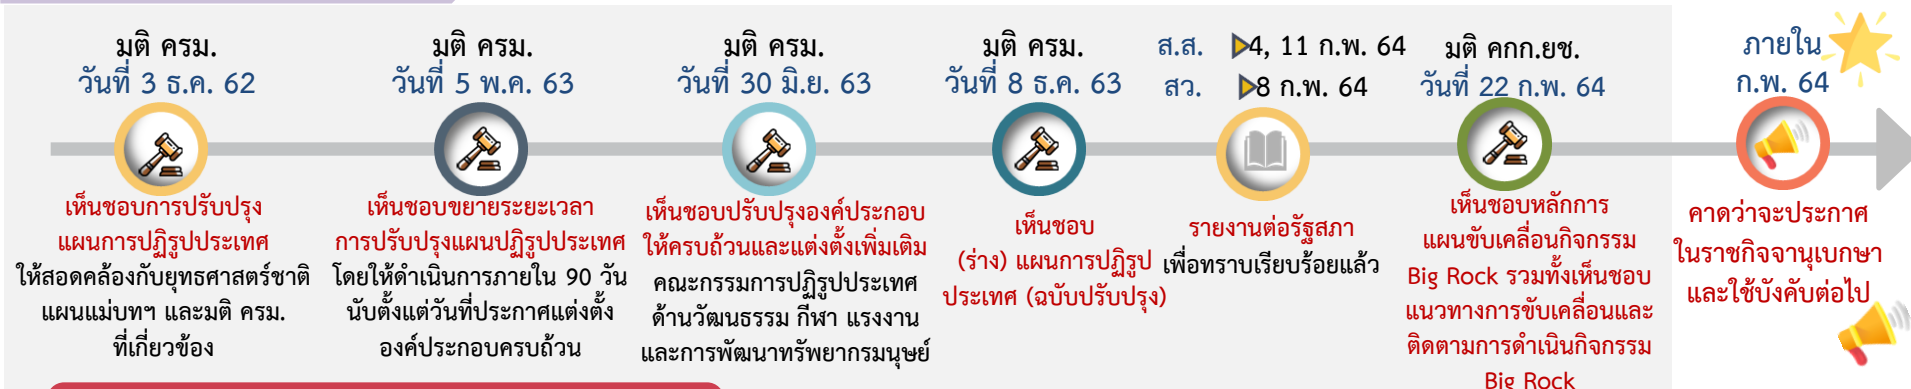 มติ ครม.
วันที่ 3 ธ.ค. 62
เห็นชอบการปรับปรุง
แผนการปฏิรูปประเทศ
ให้สอดคล้องกับยุทธศาสตร์ชาติ
แผนแม่บทฯ และมติ ครม.
ที่เกี่ยวข้อง
มติ ครม.
วันที่ 5 พ.ค. 63
เห็นชอบขยายระยะเวลา
การปรับปรุงแผนปฏิรูปประเทศ
โดยให้ดำเนินการภายใน 90 วัน
นับตั้งแต่วันที่ประกาศแต่งตั้ง
องค์ประกอบครบถ้วน
มติ ครม.
วันที่ 30 มิ.ย. 63
เห็นชอบปรับปรุงองค์ประกอบ
ให้ครบถ้วนและแต่งตั้งเพิ่มเติม
คณะกรรมการปฏิรูปประเทศ
ด้านวัฒนธรรม กีฬา แรงงาน
และการพัฒนาทรัพยากรมนุษย์
มติ ครม.
วันที่ 8 ธ.ค. 63
เห็นชอบ
(ร่าง) แผนการปฏิรูป
ประเทศ (ฉบับปรับปรุง)
ส.ส. 4, 11 ก.พ. 64
สว. 8 ก.พ. 64
รายงานต่อรัฐสภา
เพื่อทราบเรียบร้อยแล้ว
มติ คกก.ยช.
วันที่ 22 ก.พ. 64
เห็นชอบหลักการ
แผนขับเคลื่อนกิจกรรม
Big Rock รวมทั้งเห็นชอบ
แนวทางการขับเคลื่อนและ
ติดตามการดำเนินกิจกรรม
Big Rock
ภายใน
ก.พ. 64
คาดว่าจะประกาศ
ในราชกิจจานุเบกษา
และใช้บังคับต่อไป